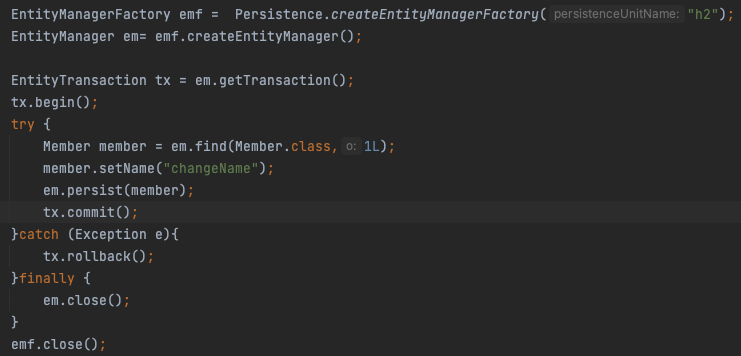 EntityManagerFactory emf =  Persistence.createEntityManagerFactory( persistenceUnitName: "h2");
EntityManager em= emf.createEntityManager();
EntityTransaction tx = em.getTransaction();
tx.begin();
try {
    Member member = em.find(Member.class, o: 1L);
    member.setName("changeName");
    em.persist(member);
    tx.commit();
}catch (Exception e){
    tx.rollback();
}finally {
    em.close();
}
emf.close();